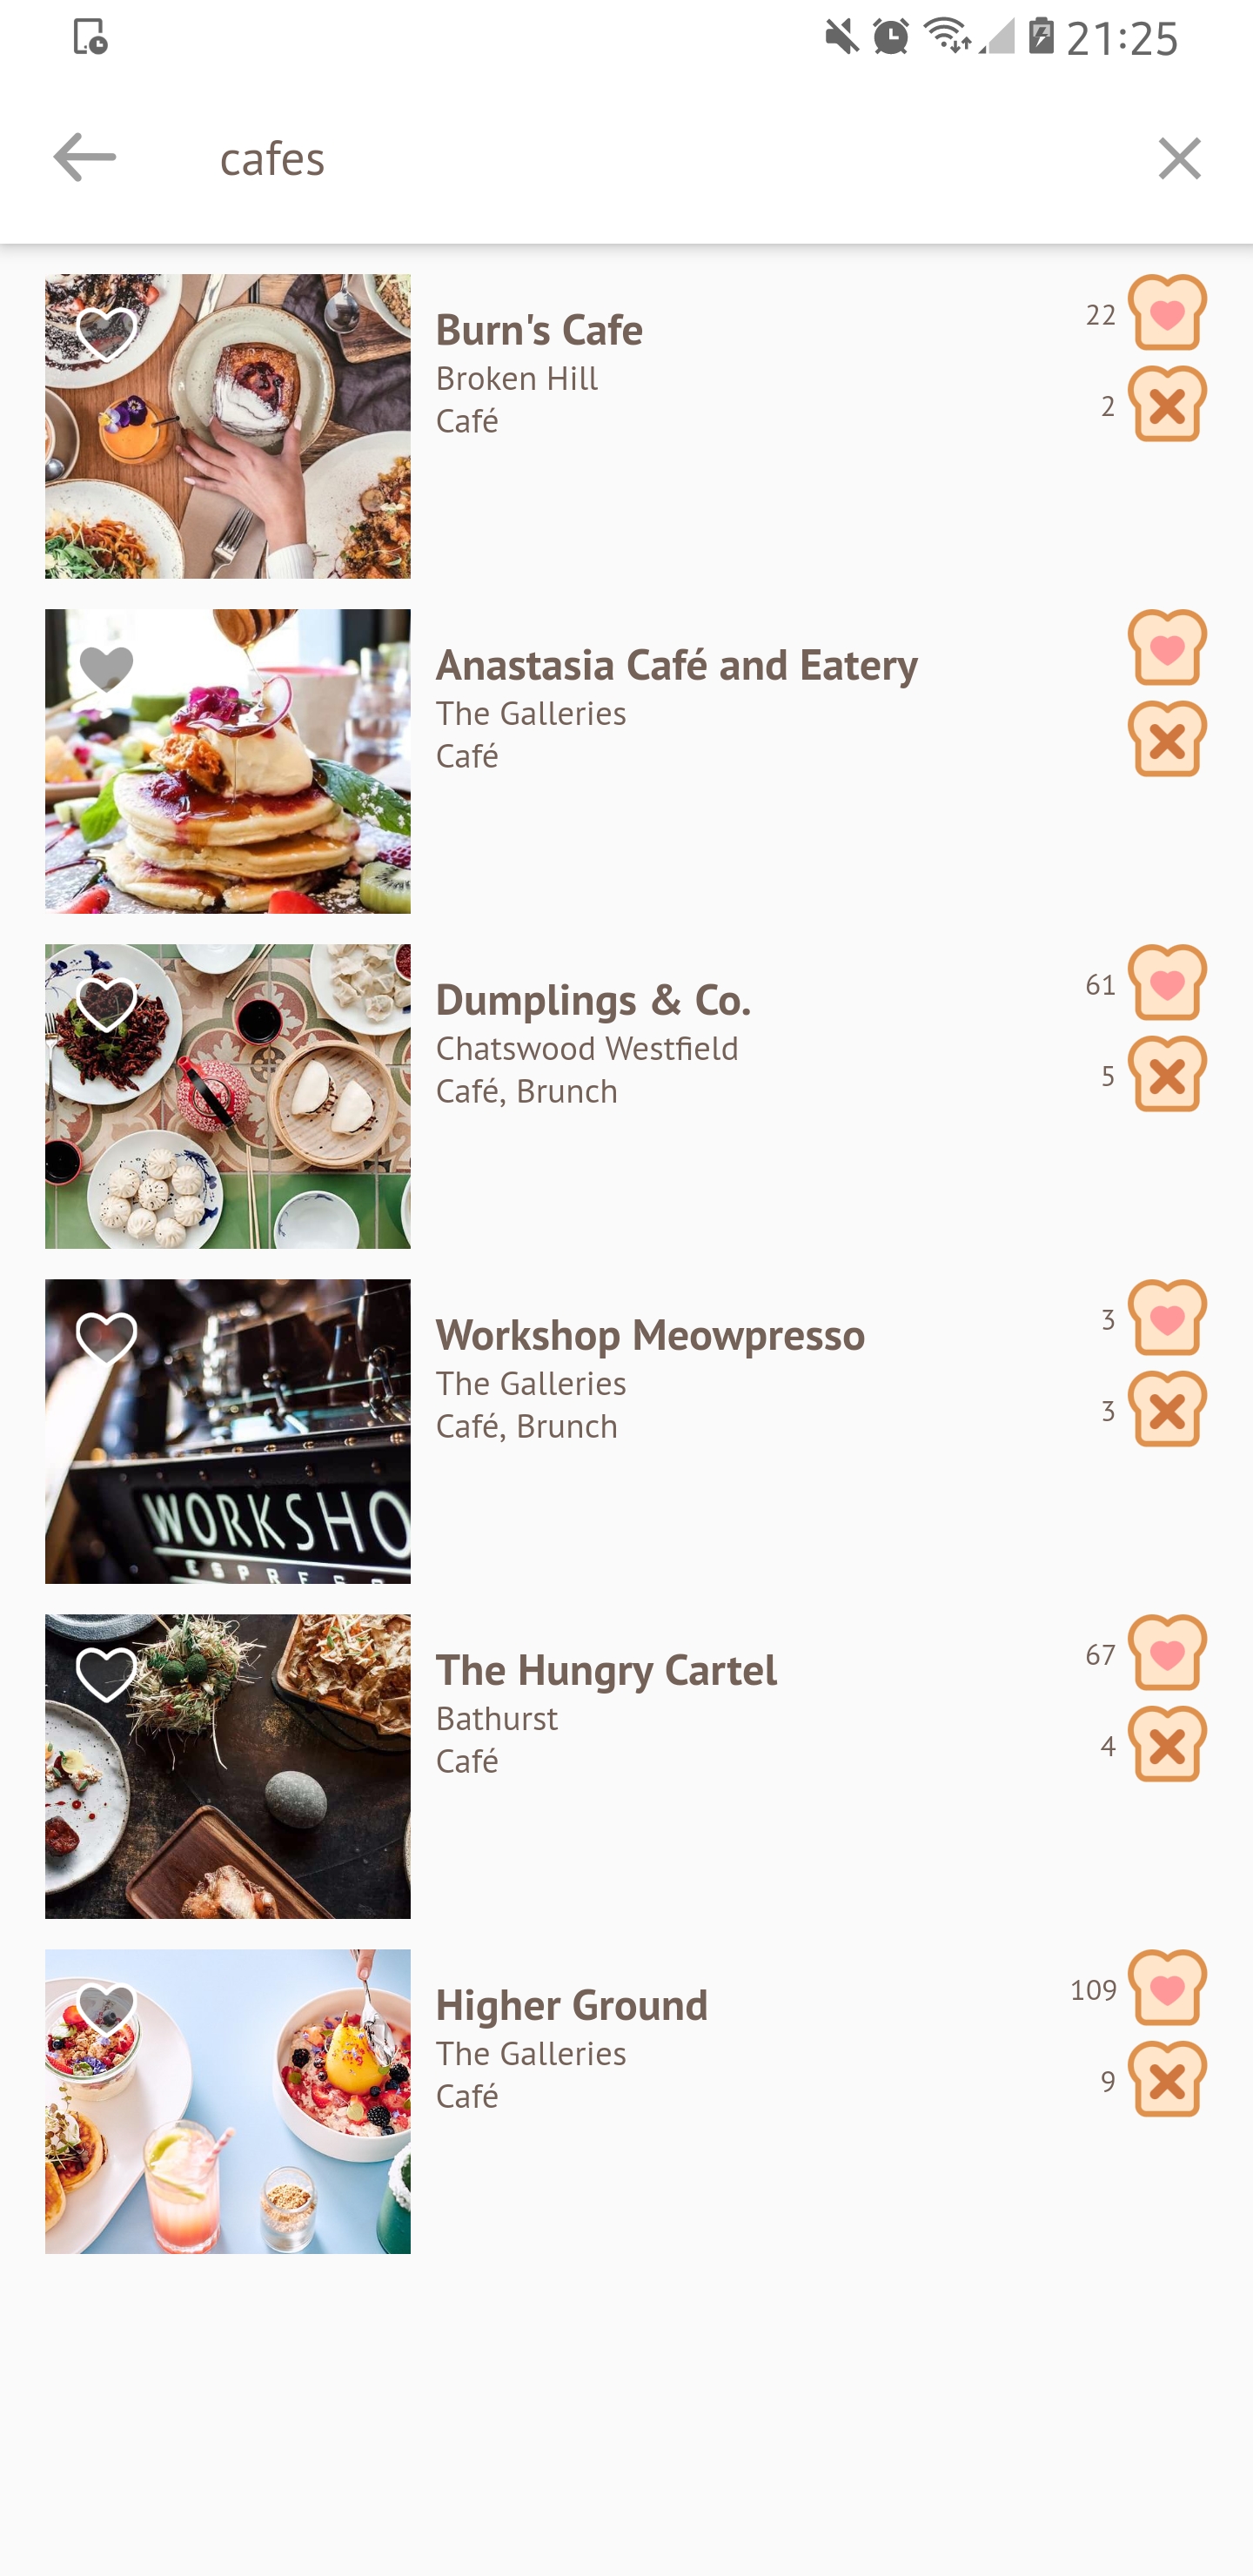 21:25
cafes
Burn's Cafe
Broken Hill
Café
22
2
Anastasia Café and Eatery
The Galleries
Café
Dumplings & Co.
Chatswood Westfield
Café, Brunch
61
5
WORKSHO
ESPRESS
Workshop Meowpresso
The Galleries
Café, Brunch
3
3
The Hungry Cartel
Bathurst
Café
67
4
Higher Ground
The Galleries
Café
109
9